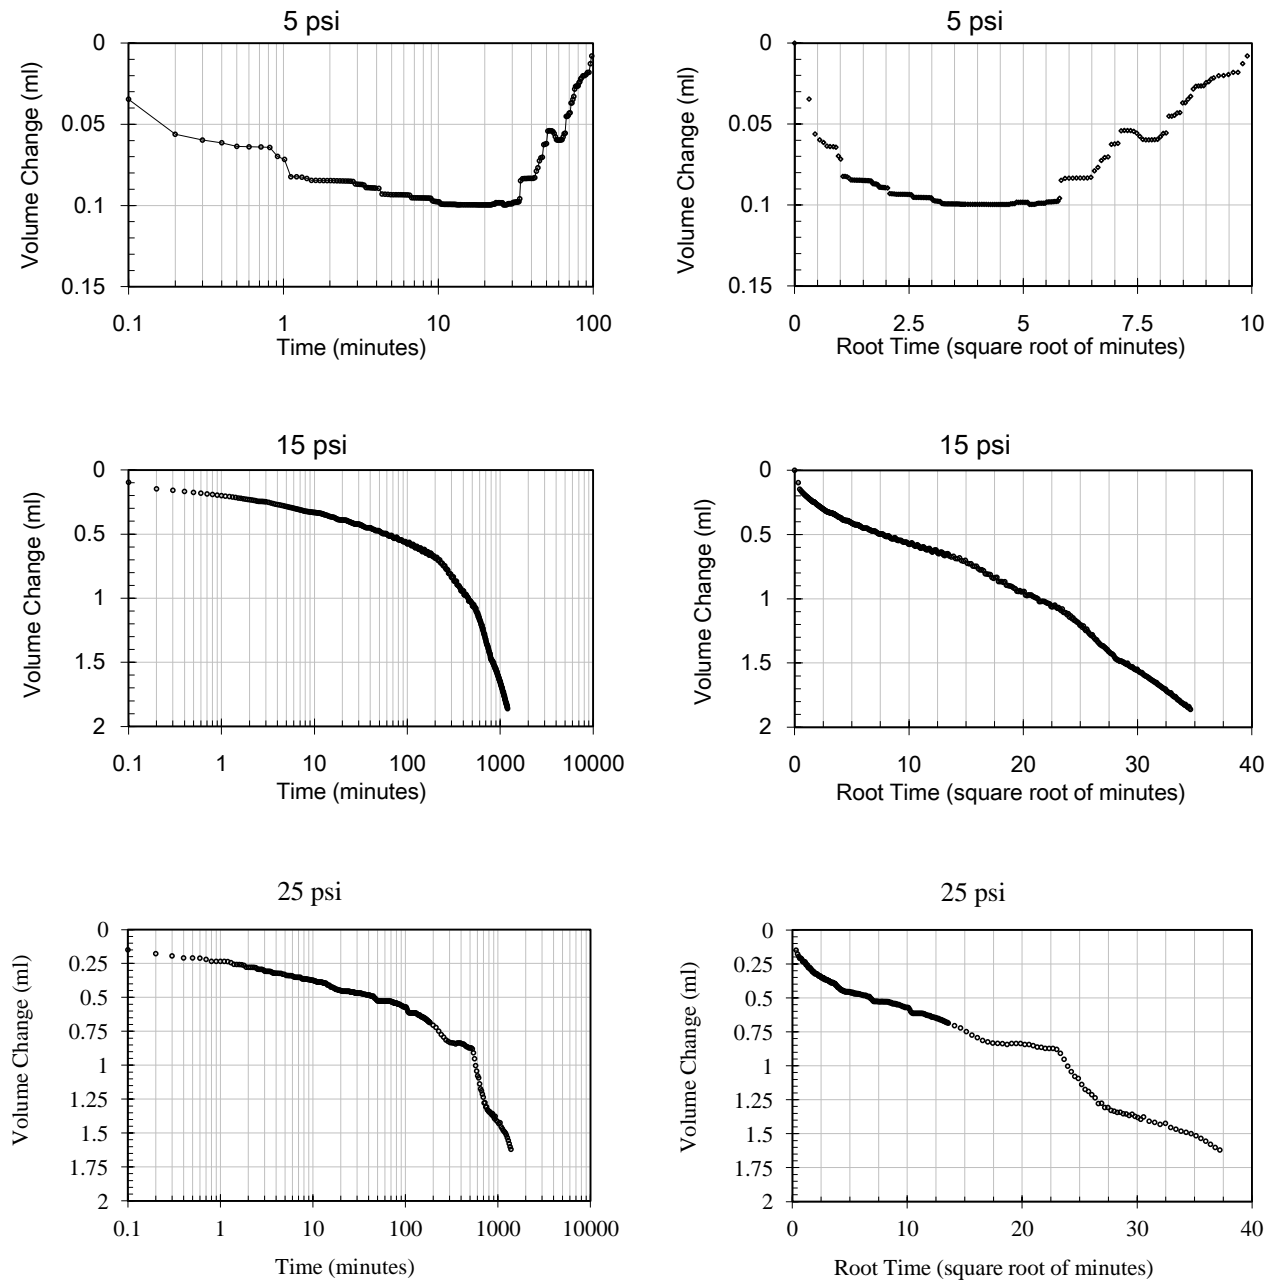 5 psi
0
0.05
0.1
0.15
Volume Change (ml)
0.1 1 10 100
Time (minutes)
5 psi
0
0.05
0.1
0.15
Volume Change (ml)
0 2.5 5 7.5 10
Root Time (square root of minutes)
15 psi
0
0.5
1
1.5
2
Volume Change (ml)
0.1 1 10 100 1000 10000
Time (minutes)
15 psi
0
0.5
1
1.5
2
Volume Change (ml)
0 10 20 30 40
Root Time (square root of minutes)
25 psi
0
0.25
0.5
0.75
1
1.25
1.5
1.75
2
Volume Change (ml)
0.1 1 10 100 1000 10000
Time (minutes)
25 psi
0
0.25
0.5
0.75
1
1.25
1.5
1.75
2
Volume Change (ml)
0 10 20 30 40
Root Time (square root of minutes)